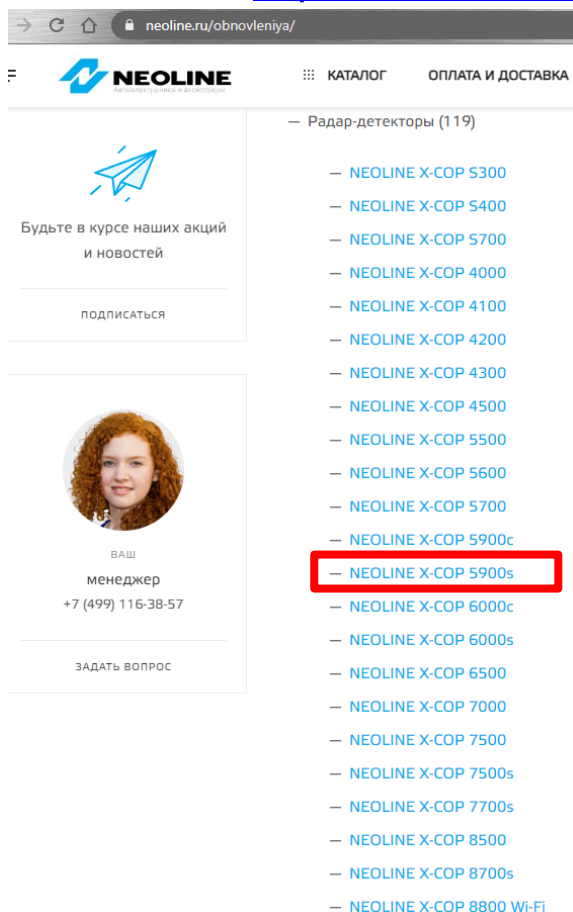 neoline.ru/obnovleniya/
NEOLINE
Автоэлектроника и аксессуары
КАТАЛОГ
ОПЛАТА И ДОСТАВКА
Будьте в курсе наших акций
и новостей
ПОДПИСАТЬСЯ
ВАШ
менеджер
+7 (499) 116-38-57
ЗАДАТЬ ВОПРОС
— Радар-детекторы (119)
— NEOLINE X-COP S300
— NEOLINE X-COP S400
— NEOLINE X-COP S700
— NEOLINE X-COP 4000
— NEOLINE X-COP 4100
— NEOLINE X-COP 4200
— NEOLINE X-COP 4300
— NEOLINE X-COP 4500
— NEOLINE X-COP 5500
— NEOLINE X-COP 5600
— NEOLINE X-COP 5700
— NEOLINE X-COP 5900c
— NEOLINE X-COP 5900s
— NEOLINE X-COP 6000c
— NEOLINE X-COP 6000s
— NEOLINE X-COP 6500
— NEOLINE X-COP 7000
— NEOLINE X-COP 7500
— NEOLINE X-COP 7500s
— NEOLINE X-COP 7700s
— NEOLINE X-COP 8500
— NEOLINE X-COP 8700s
— NEOLINE X-COP 8800 Wi-Fi